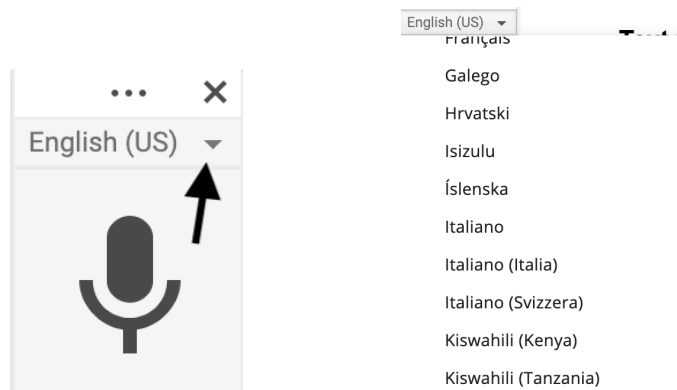 English (US)
English (US)
Français
Galego
Hrvatski
Isizulu
Íslenska
Italiano
Italiano (Italia)
Italiano (Svizzera)
Kiswahili (Kenya)
Kiswahili (Tanzania)